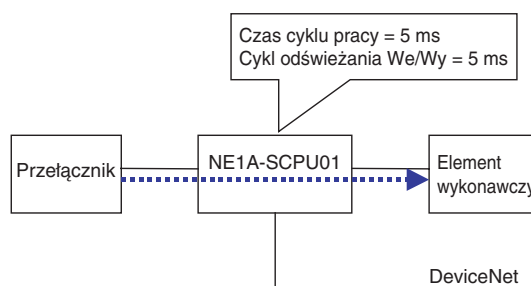 Czas cyklu pracy = 5 ms
Cykl odświeżania We/Wy = 5 ms
Przełącznik
NE1A-SCPU01
Element
wykonawczy
DeviceNet